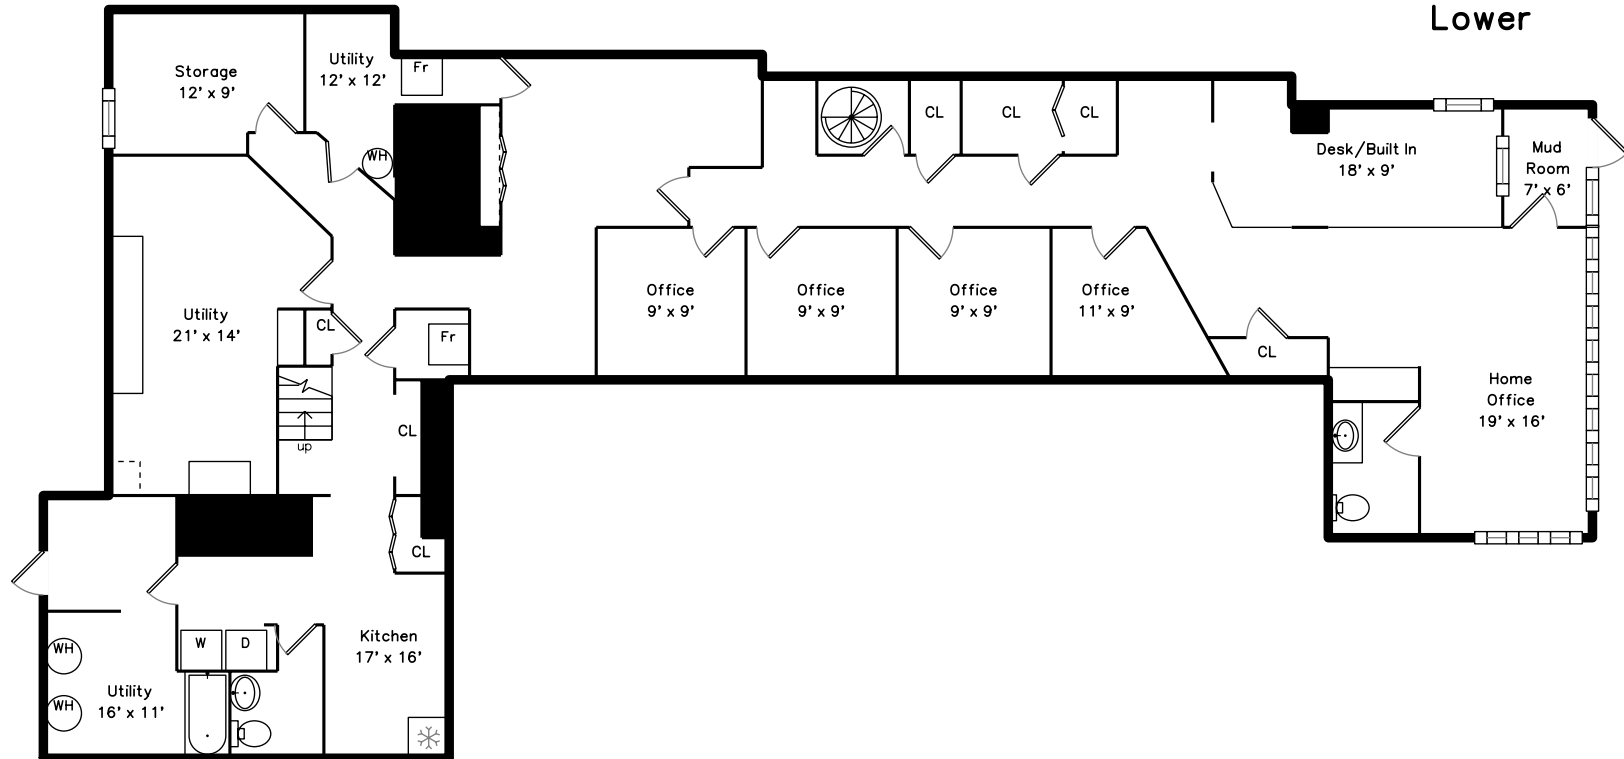 Lower
Storage
12' x 9'
Utility
12' x 12'
Fr
WH
CL
CL
CL
Desk/Built In
18' x 9'
Mud
Room
7' x 6'
Utility
21' x 14'
CL
Fr
Office
9' x 9'
Office
9' x 9'
Office
9' x 9'
Office
11' x 9'
CL
Home
Office
19' x 16'
up
CL
CL
WH
WH
Utility
16' x 11'
W
D
Kitchen
17' x 16'